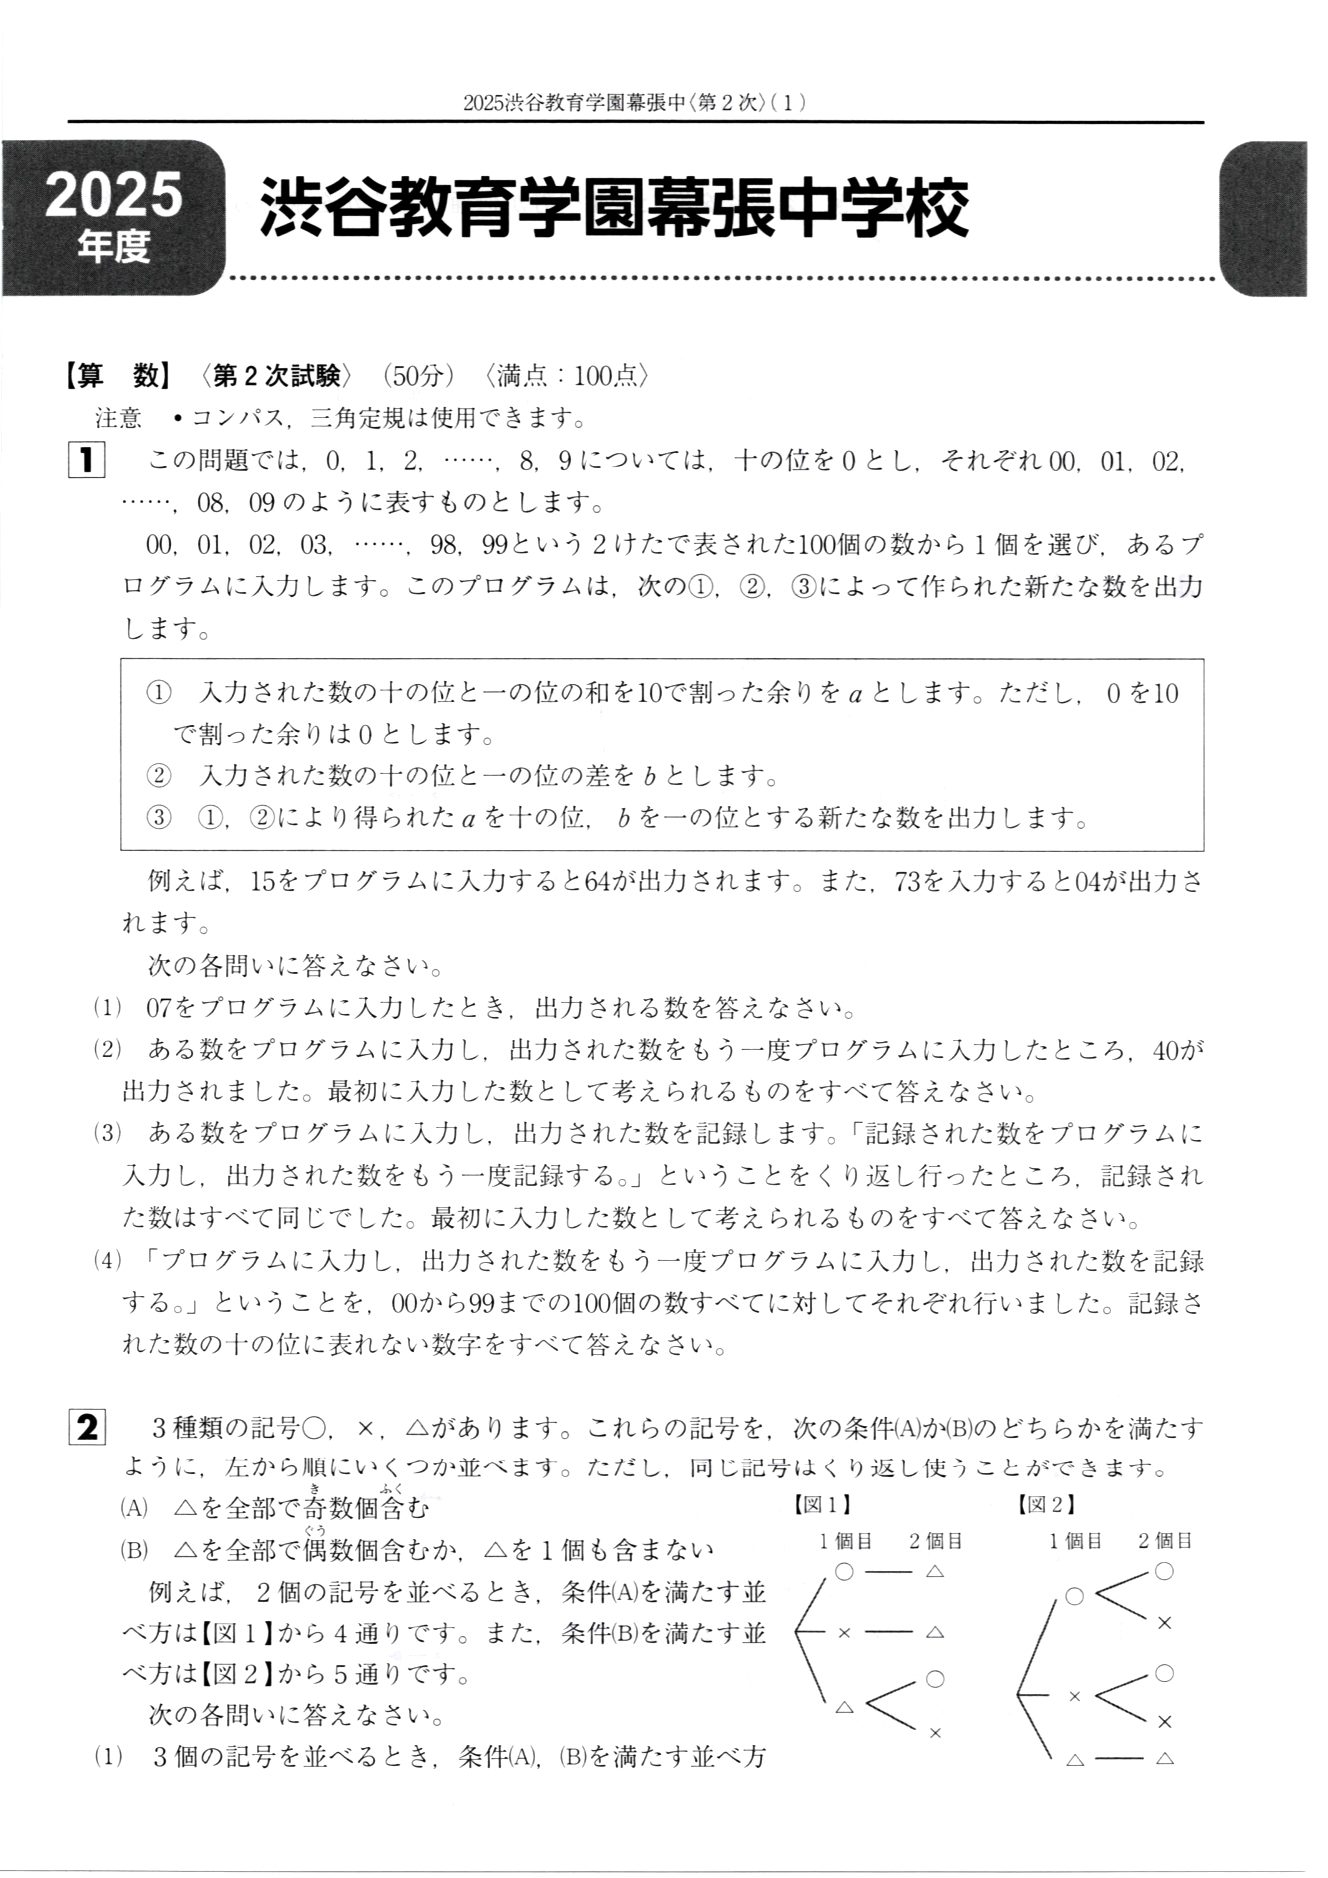 2025渋谷教育学園幕張中〈第2次〉(1)
2025
年度
渋谷教育学園幕張中学校
【算　数】〈第2次試験〉(50分)〈満点：100点〉
注意　・コンパス，三角定規は使用できます。
1　この問題では，0，1，2，……，8，9については，十の位を0とし，それぞれ00，01，02，
……，08，09のように表すものとします。
00，01，02，03，……，98，99という2けたで表された100個の数から1個を選び，あるプ
ログラムに入力します。このプログラムは，次の①，②，③によって作られた新たな数を出力
します。
①　入力された数の十の位と一の位の和を10で割った余りをaとします。ただし，0を10
で割った余りは0とします。
②　入力された数の十の位と一の位の差をbとします。
③　①，②により得られたaを十の位，bを一の位とする新たな数を出力します。
例えば，15をプログラムに入力すると64が出力されます。また，73を入力すると04が出力さ
れます。
次の各問いに答えなさい。
(1)　07をプログラムに入力したとき，出力される数を答えなさい。
(2)　ある数をプログラムに入力し，出力された数をもう一度プログラムに入力したところ，40が
出力されました。最初に入力した数として考えられるものをすべて答えなさい。
(3)　ある数をプログラムに入力し，出力された数を記録します。「記録された数をプログラムに
入力し，出力された数をもう一度記録する。」ということをくり返し行ったところ，記録され
た数はすべて同じでした。最初に入力した数として考えられるものをすべて答えなさい。
(4)　「プログラムに入力し，出力された数をもう一度プログラムに入力し，出力された数を記録
する。」ということを，00から99までの100個の数すべてに対してそれぞれ行いました。記録さ
れた数の十の位に表れない数字をすべて答えなさい。
2　3種類の記号○，×，△があります。これらの記号を，次の条件(A)か(B)のどちらかを満たす
ように，左から順にいくつか並べます。ただし，同じ記号はくり返し使うことができます。
き　ふく
(A)　△を全部で奇数個含む
ぐう
(B)　△を全部で偶数個含むか，△を1個も含まない
例えば，2個の記号を並べるとき，条件(A)を満たす並
べ方は【図1】から4通りです。また，条件(B)を満たす並
べ方は【図2】から5通りです。
次の各問いに答えなさい。
(1)　3個の記号を並べるとき，条件(A)，(B)を満たす並べ方
【図1】
1個目　2個目
○　△
×　△
○
△
×
【図2】
1個目　2個目
○
○
×
○
×
×
△　△